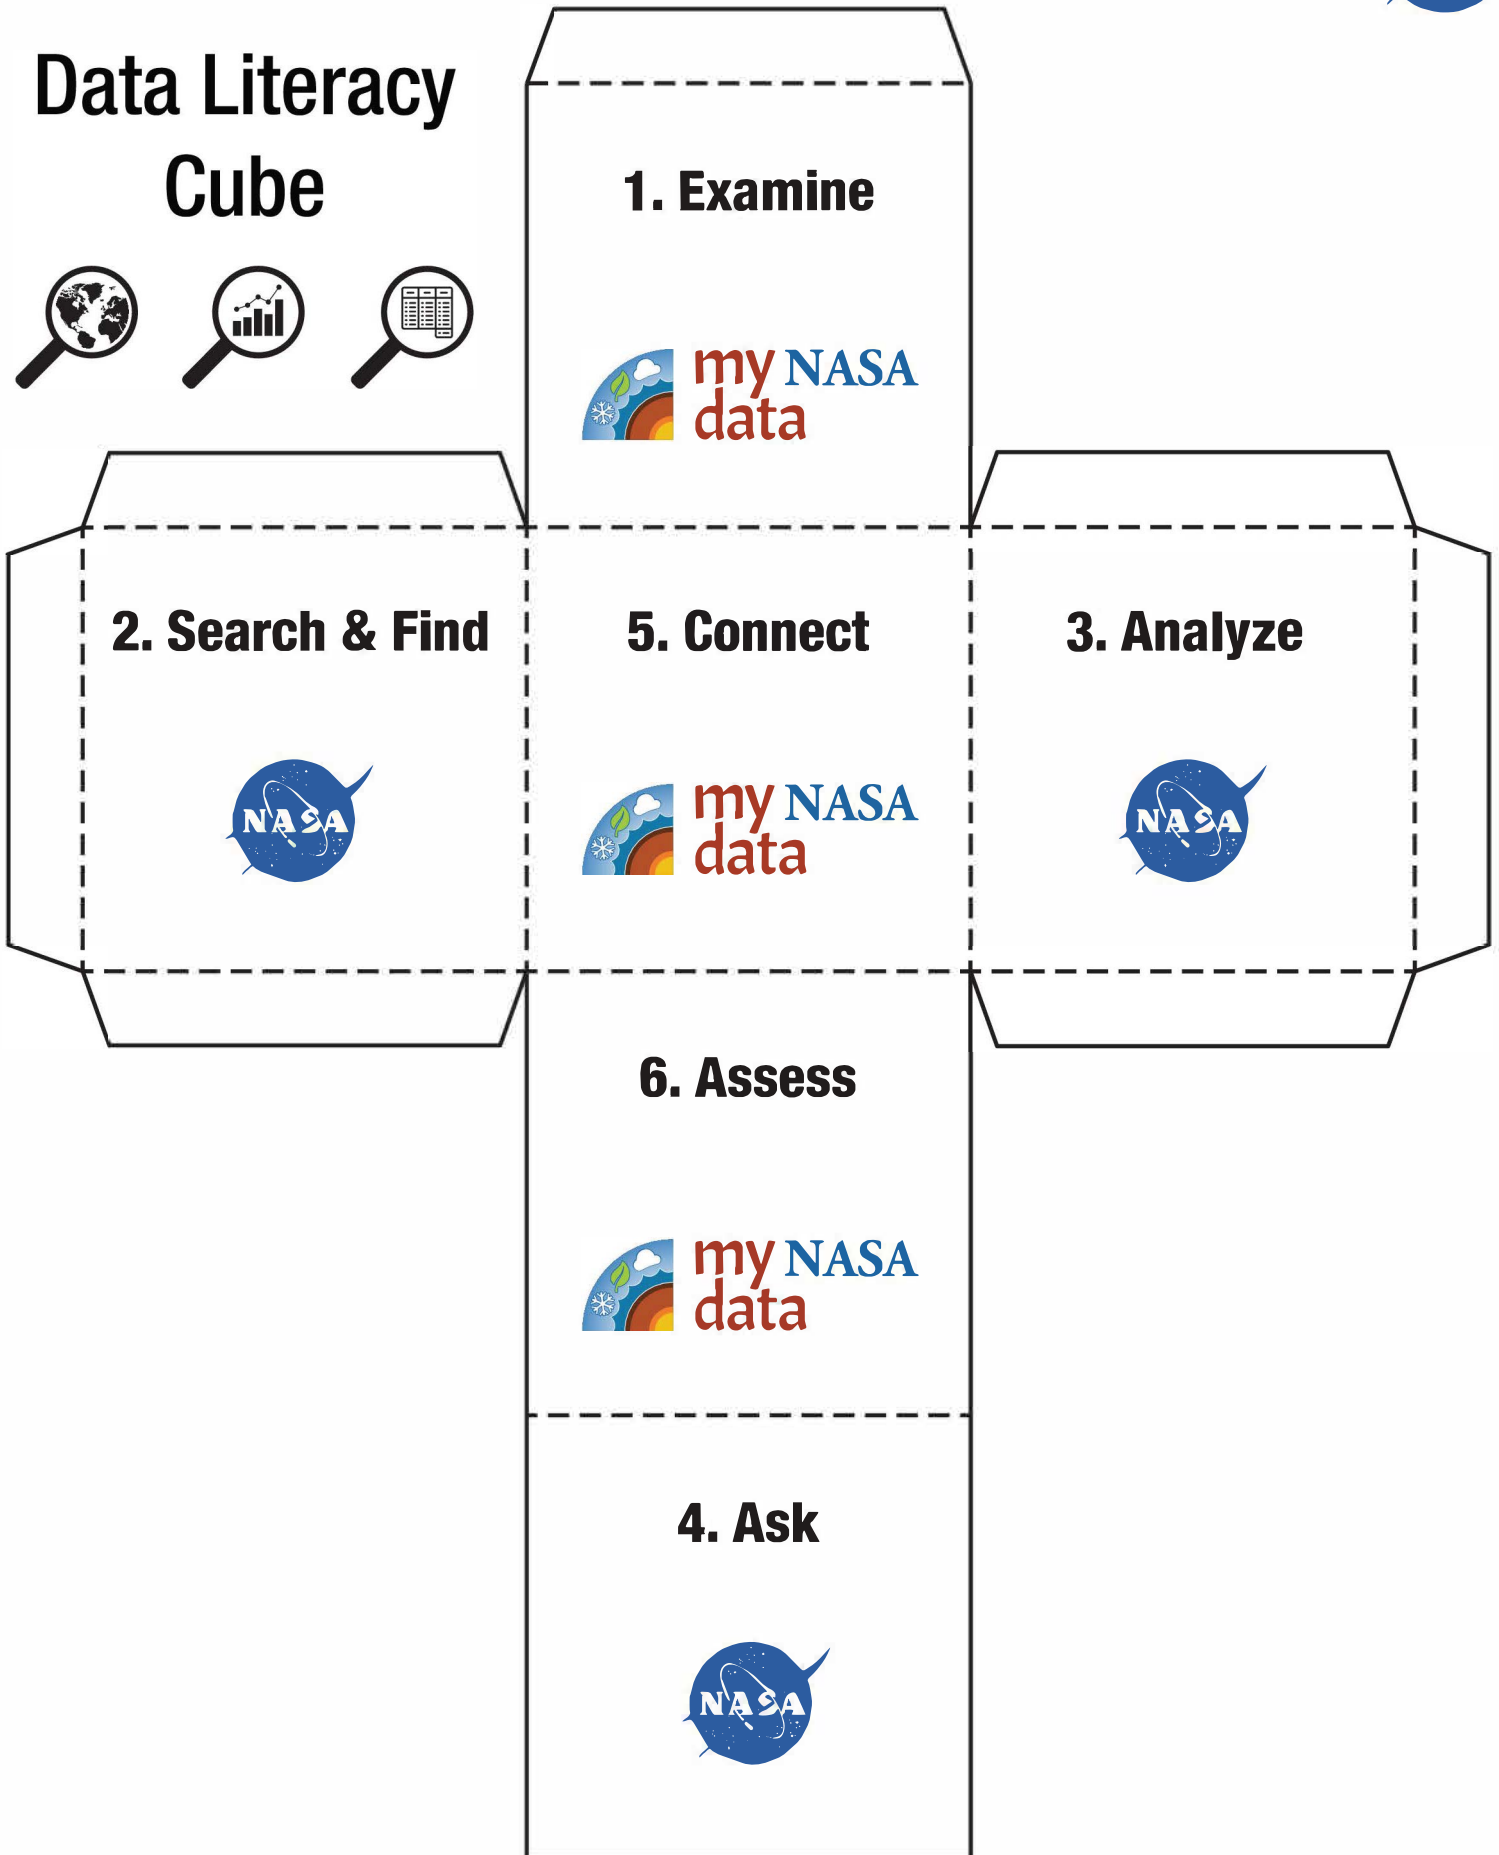 Data Literacy
Cube
1. Examine
my NASA
data
2. Search & Find
5. Connect
3. Analyze
NASA
my NASA
data
NASA
6. Assess
my NASA
data
4. Ask
NASA